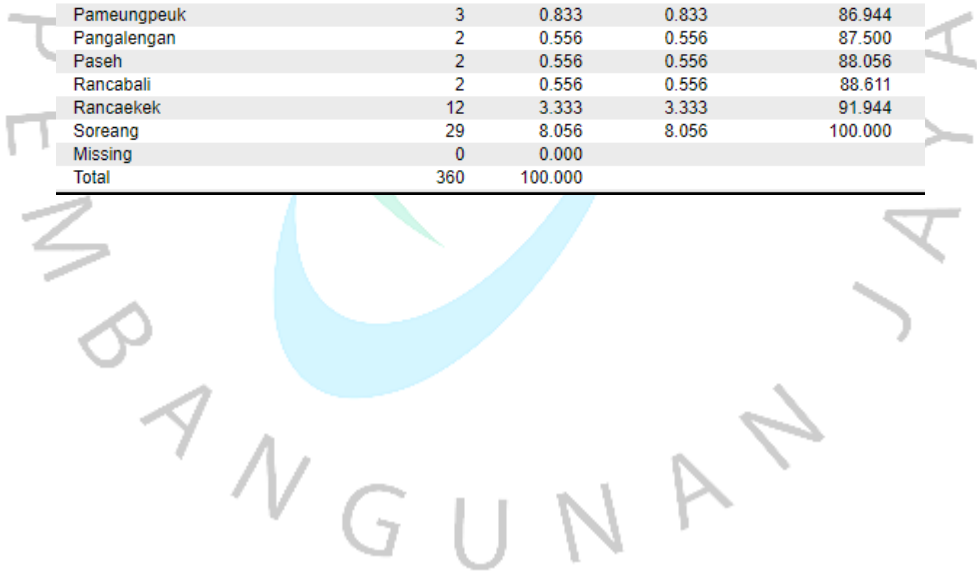 Pameungpeuk 3 0.833 0.833 86.944
Pangalengan 2 0.556 0.556 87.500
Paseh 2 0.556 0.556 88.056
Rancabali 2 0.556 0.556 88.611
Rancaekek 12 3.333 3.333 91.944
Soreang 29 8.056 8.056 100.000
Missing 0 0.000
Total 360 100.000
PEMBANGUNAN JAYA